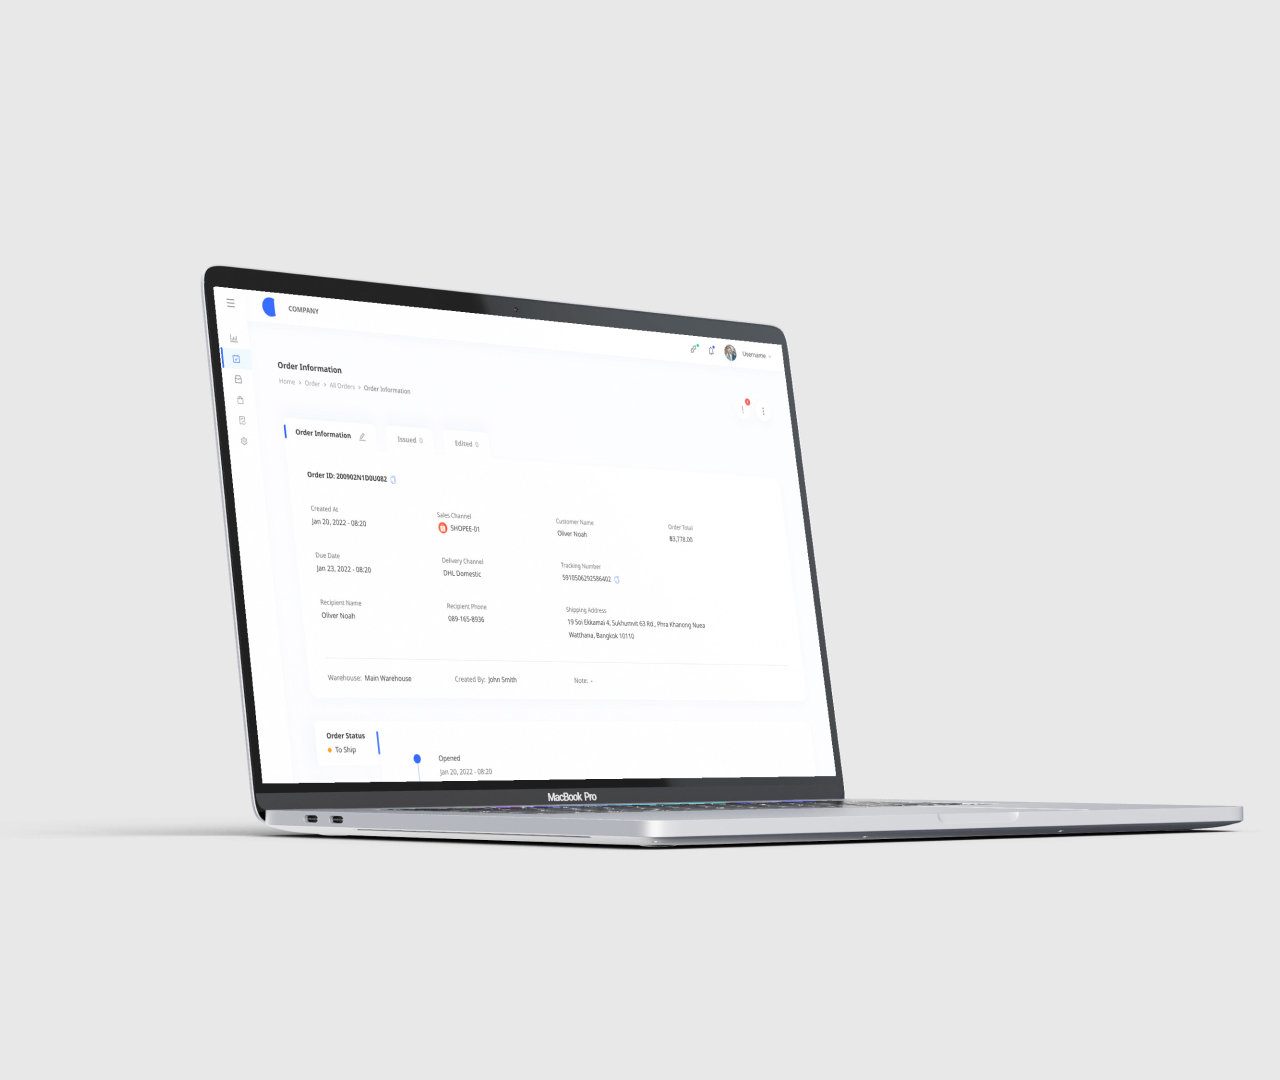 COMPANY
Username
Order Information
Home > Order > All Orders > Order Information
Order Information
Issued 0
Edited 0
Order ID: 200902N1D0U082
Created At
Jan 20, 2022 - 08:20
Sales Channel
SHOPEE-01
Customer Name
Oliver Noah
Order Total
฿3,778.06
Due Date
Jan 23, 2022 - 08:20
Delivery Channel
DHL Domestic
Tracking Number
5910506292586402
Recipient Name
Oliver Noah
Recipient Phone
089-165-8936
Shipping Address
19 Soi Ekkamai 4, Sukhumvit 63 Rd., Phra Khanong Nuea
Watthana, Bangkok 10110
Warehouse: Main Warehouse
Created By: John Smith
Note: -
Order Status
To Ship
Opened
Jan 20, 2022 - 08:20
MacBook Pro